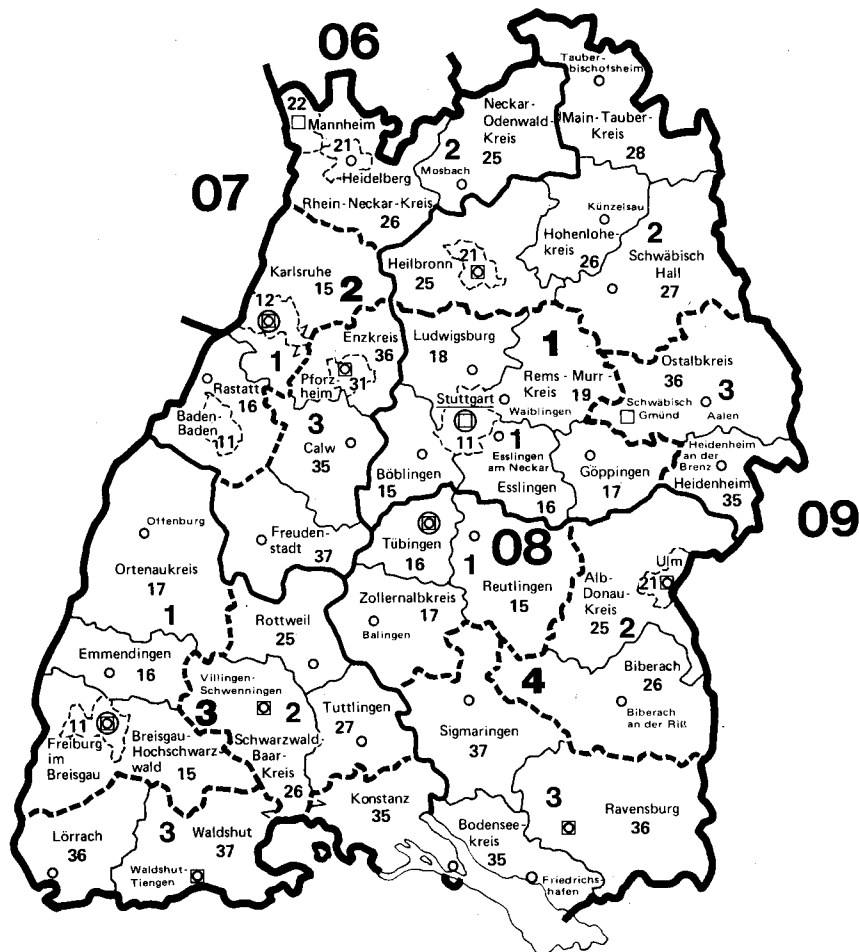 06
Tauber-
bischofsheim
22
Mannheim
Neckar-
Odenwald-
Kreis
25
Main-Tauber-
Kreis
28
21
Heidelberg
2
Mosbach
07
Rhein-Neckar-Kreis
26
Künzelsau
Hohenlohe-
kreis
26
2
Schwäbisch
Hall
27
Heilbronn
25
21
Karlsruhe
15
2
12
Enzkreis
36
Ludwigsburg
18
1
Rems-Murr-
Kreis
19
Ostalbkreis
36
3
1
Pforz-
heim
31
Rastatt
16
Stuttgart
11
Waiblingen
Schwäbisch
Gmünd
Aalen
Baden-
Baden
11
3
Calw
35
1
Esslingen
am Neckar
Esslingen
16
Göppingen
17
Heidenheim
an der
Brenz
Heidenheim
35
Böblingen
15
09
Offenburg
Freuden-
stadt
37
Tübingen
16
08
1
Reutlingen
15
Ulm
21
Alb-
Donau-
Kreis
25
2
Ortenaukreis
17
1
Zollernalbkreis
17
Balingen
Rottweil
25
Emmendingen
16
Villingen-
Schwenningen
3
2
Biberach
26
Biberach
an der Riß
4
Tuttlingen
27
Sigmaringen
37
11
Freiburg
im
Breisgau
Breisgau-
Hochschwarz-
wald
15
Schwarzwald-
Baar-
Kreis
26
Konstanz
35
3
Ravensburg
36
Bodensee-
kreis
35
Friedrichs-
hafen
Lörrach
36
3
Waldshut
37
Waldshut-
Tiengen